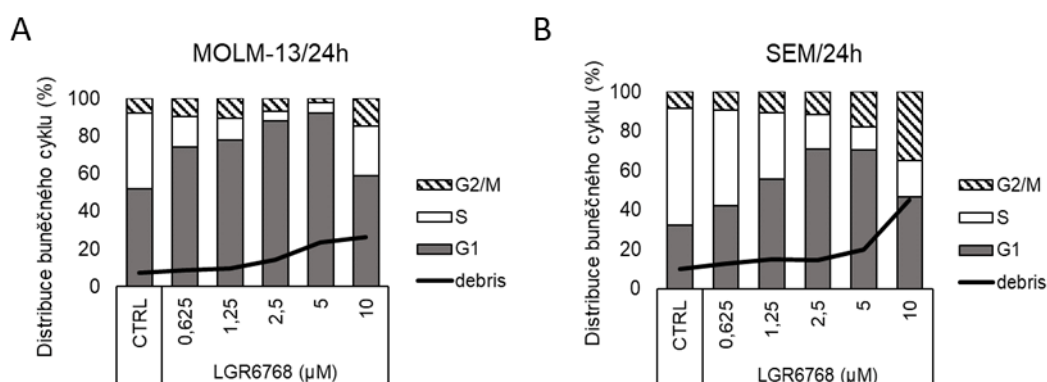 A
MOLM-13/24h
Distribuce buněčného cyklu (%)
100
80
60
40
20
0
CTRL
0,625
1,25
2,5
5
10
LGR6768 (µM)
G2/M
S
G1
debris
B
SEM/24h
Distribuce buněčného cyklu (%)
100
80
60
40
20
0
CTRL
0,625
1,25
2,5
5
10
LGR6768 (µM)
G2/M
S
G1
debris